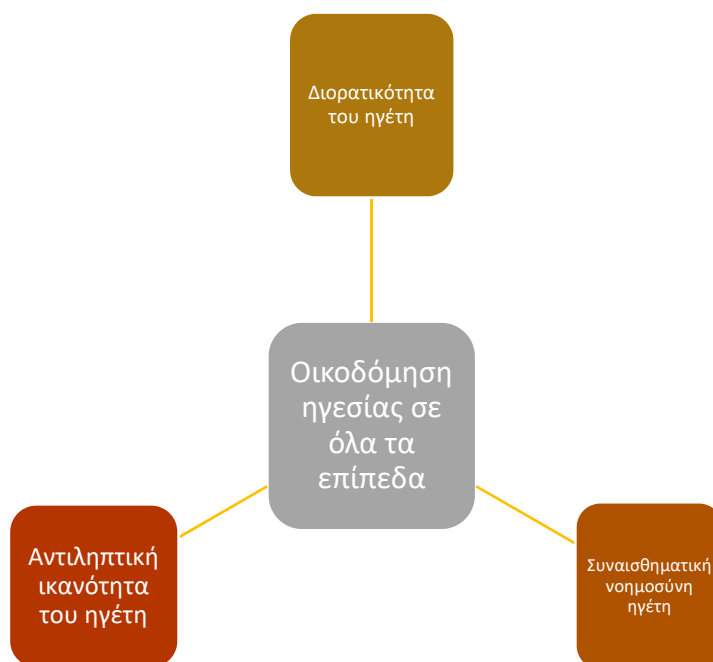 Διορατικότητα
του ηγέτη
Οικοδόμηση
ηγεσίας σε
όλα τα
επίπεδα
Αντιληπτική
ικανότητα
του ηγέτη
Συναισθηματική
νοημοσύνη
ηγέτη